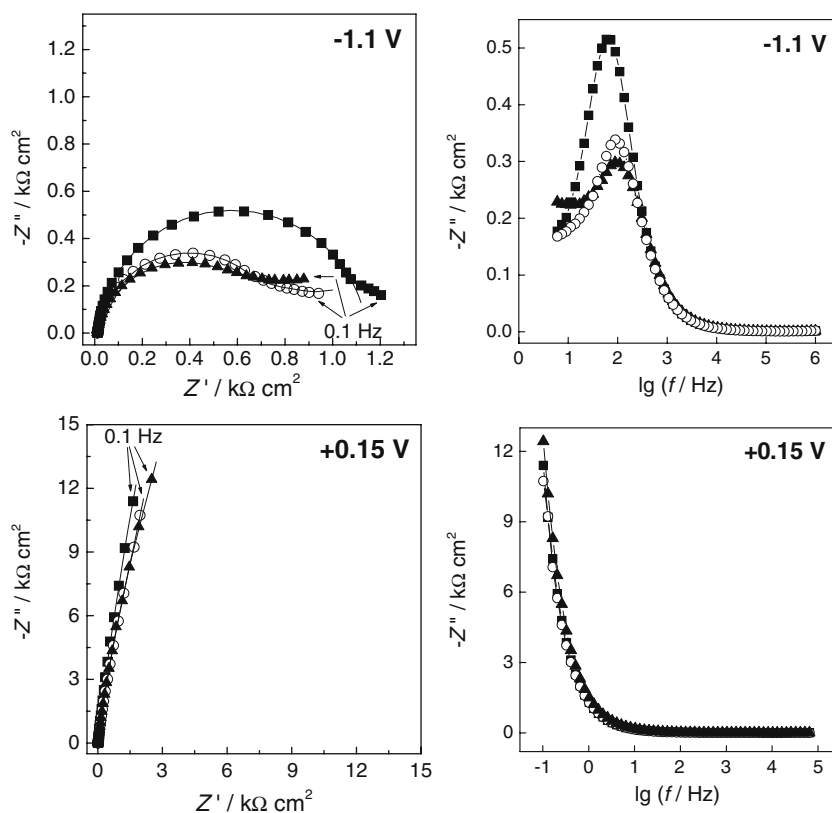 -1.1 V
-Z" / kΩ cm²
1.2
1.0
0.8
0.6
0.4
0.2
0.0
0.1 Hz
0.0 0.2 0.4 0.6 0.8 1.0 1.2
Z' / kΩ cm²
-1.1 V
-Z" / kΩ cm²
0.5
0.4
0.3
0.2
0.1
0.0
0 1 2 3 4 5 6
lg (f / Hz)
+0.15 V
-Z" / kΩ cm²
15
12
9
6
3
0
0.1 Hz
0 3 6 9 12 15
Z' / kΩ cm²
+0.15 V
-Z" / kΩ cm²
12
9
6
3
0
-1 0 1 2 3 4 5
lg (f / Hz)